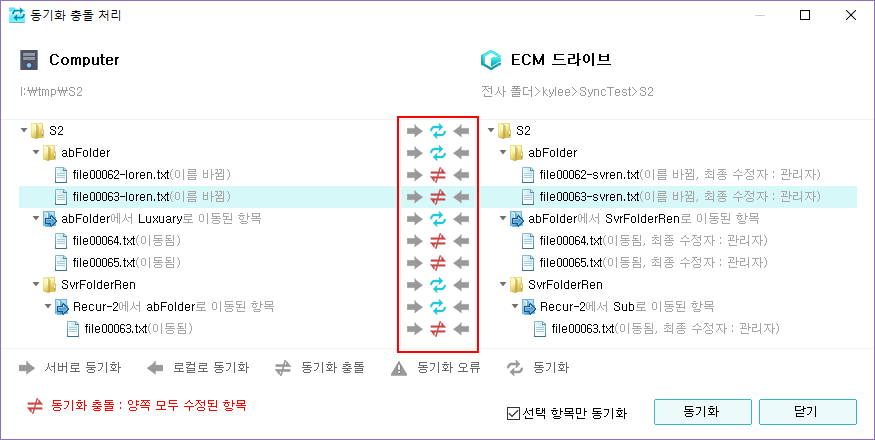 동기화 충돌 처리
Computer
I:₩tmp₩S2
ECM 드라이브
전사 폴더>kylee>SyncTest>S2
S2 S2
abFolder abFolder
file00062-loren.txt(이름 바뀜) file00062-svren.txt(이름 바뀜, 최종 수정자 : 관리자)
file00063-loren.txt(이름 바뀜) file00063-svren.txt(이름 바뀜, 최종 수정자 : 관리자)
abFolder에서 Luxuary로 이동된 항목 abFolder에서 SvrFolderRen로 이동된 항목
file00064.txt(이동됨) file00064.txt(이동됨, 최종 수정자 : 관리자)
file00065.txt(이동됨) file00065.txt(이동됨, 최종 수정자 : 관리자)
SvrFolderRen SvrFolderRen
Recur-2에서 abFolder로 이동된 항목 Recur-2에서 Sub로 이동된 항목
file00063.txt(이동됨) file00063.txt(이동됨, 최종 수정자 : 관리자)
서버로 동기화 로컬로 동기화 동기화 충돌 동기화 오류 동기화
동기화 충돌 : 양쪽 모두 수정된 항목
선택 항목만 동기화 동기화 닫기